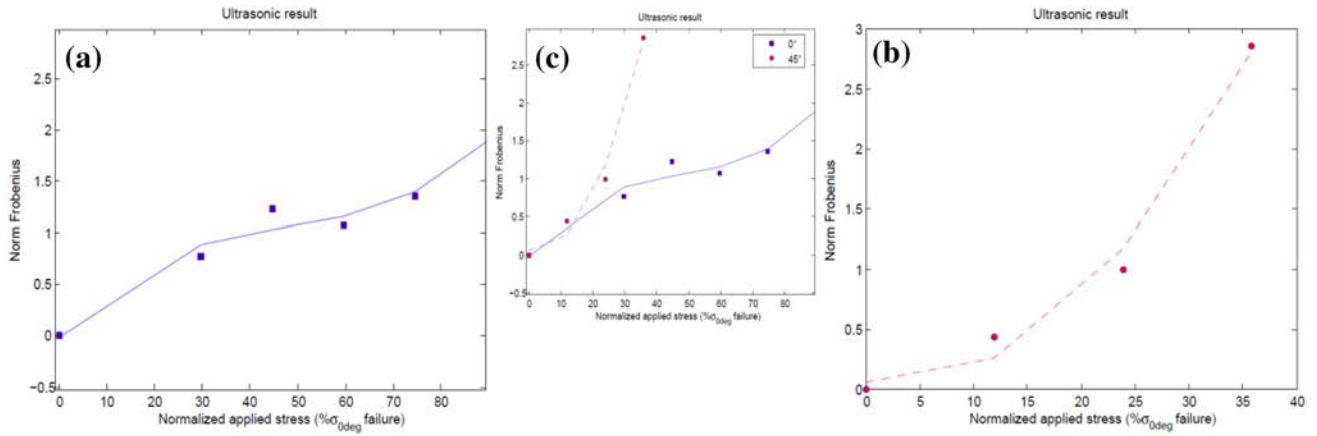 Ultrasonic result
(a)
2.5
2
1.5
1
0.5
0
−0.5
Norm Frobenius
0 10 20 30 40 50 60 70 80
Normalized applied stress (%σ0deg failure)
Ultrasonic result
(c)
0°
45°
2.5
2
1.5
1
0.5
0
−0.5
Norm Frobenius
0 10 20 30 40 50 60 70 80
Normalized applied stress (%σ0deg failure)
Ultrasonic result
(b)
3
2.5
2
1.5
1
0.5
0
Norm Frobenius
0 5 10 15 20 25 30 35 40
Normalized applied stress (%σ0deg failure)